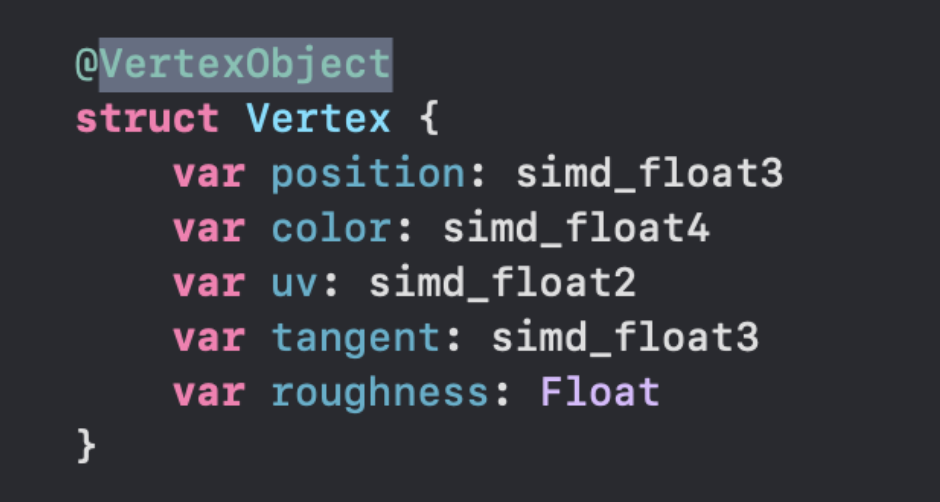 @VertexObject
struct Vertex {
    var position: simd_float3
    var color: simd_float4
    var uv: simd_float2
    var tangent: simd_float3
    var roughness: Float
}